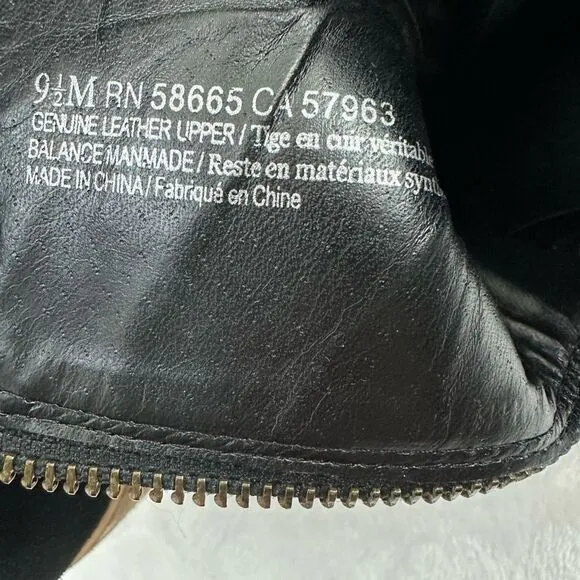 9½M RN 58665 CA 57963
GENUINE LEATHER UPPER / Tige en cuir véritable
BALANCE MANMADE / Reste en matériaux
MADE IN CHINA / Fabriqué en Chine